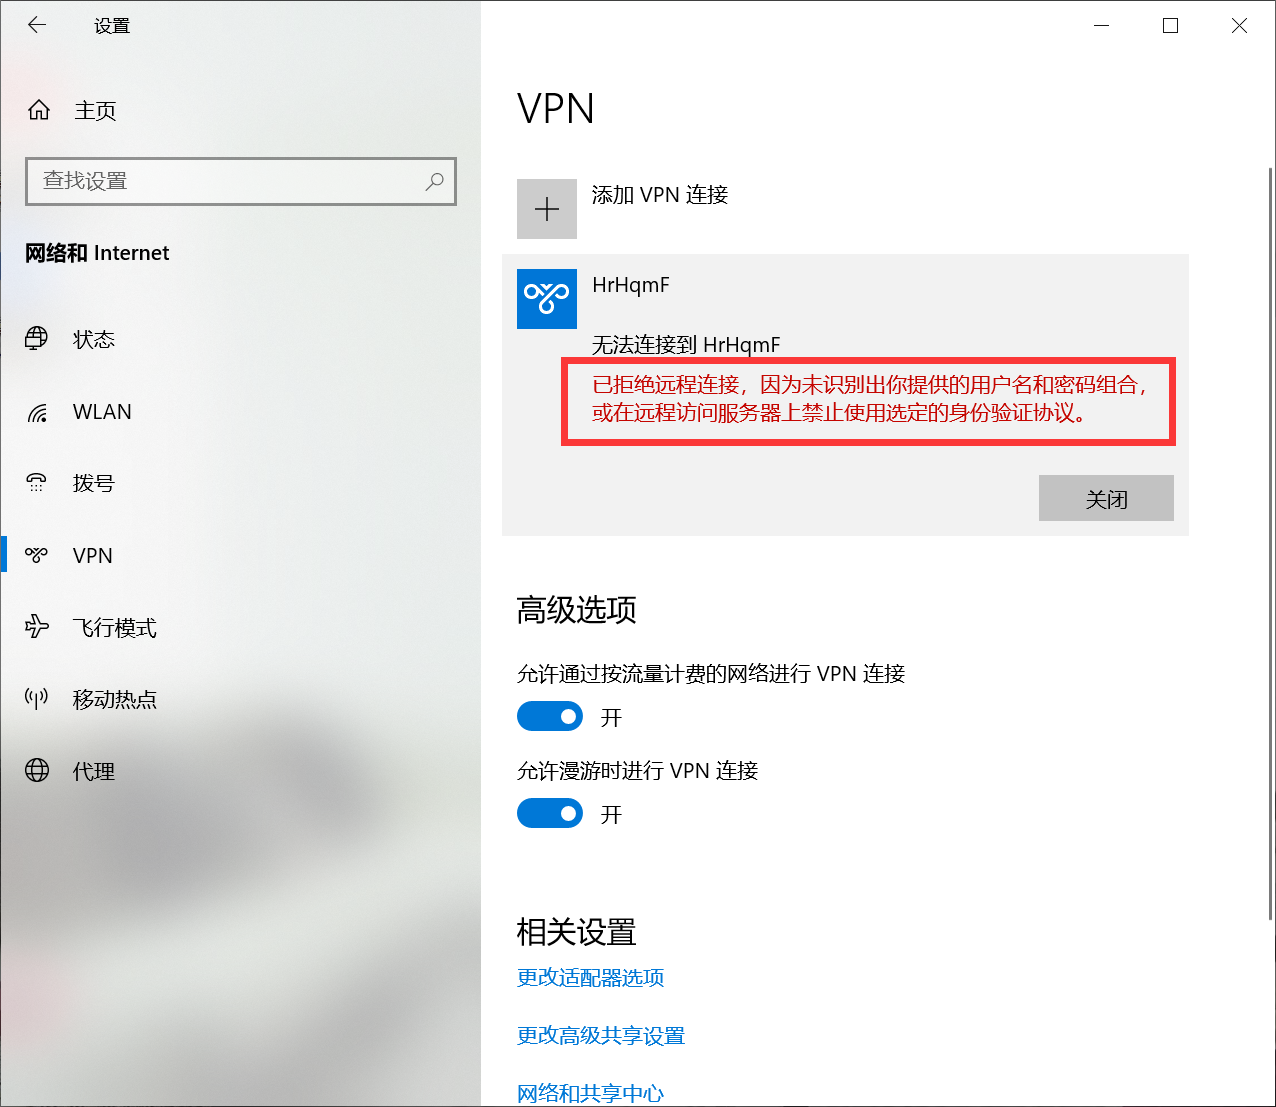 设置
主页
查找设置
网络和 Internet
状态
WLAN
拨号
VPN
飞行模式
移动热点
代理
VPN
添加 VPN 连接
HrHqmF
无法连接到 HrHqmF
已拒绝远程连接，因为未识别出你提供的用户名和密码组合，
或在远程访问服务器上禁止使用选定的身份验证协议。
关闭
高级选项
允许通过按流量计费的网络进行 VPN 连接
开
允许漫游时进行 VPN 连接
开
相关设置
更改适配器选项
更改高级共享设置
网络和共享中心